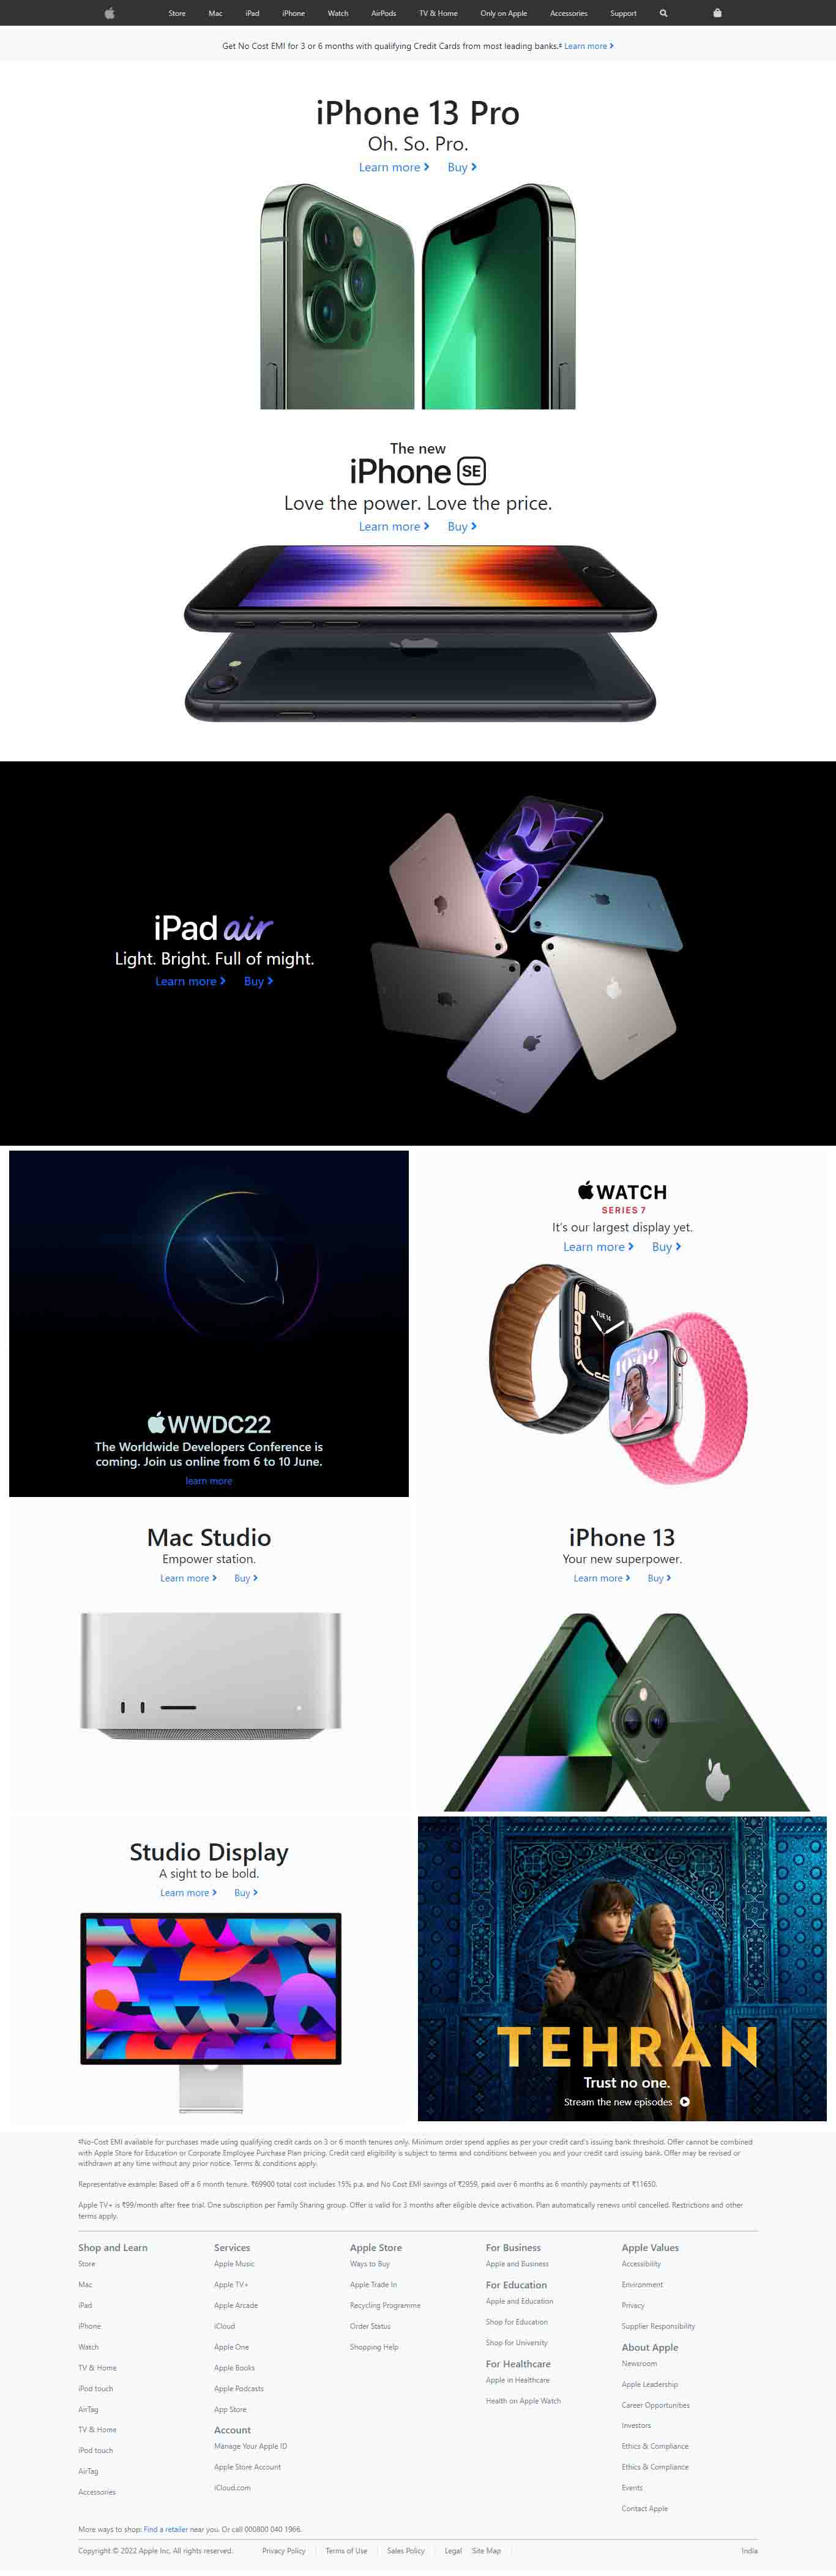 Store Mac iPad iPhone Watch AirPods TV & Home Only on Apple Accessories Support
Get No Cost EMI for 3 or 6 months with qualifying Credit Cards from most leading banks.‡ Learn more
iPhone 13 Pro
Oh. So. Pro.
Learn more Buy
The new
iPhone SE
Love the power. Love the price.
Learn more Buy
iPad air
Light. Bright. Full of might.
Learn more Buy
WWDC22
The Worldwide Developers Conference is
coming. Join us online from 6 to 10 June.
learn more
WATCH
SERIES 7
It's our largest display yet.
Learn more Buy
TUE 14
10:09
Mac Studio
Empower station.
Learn more Buy
iPhone 13
Your new superpower.
Learn more Buy
Studio Display
A sight to be bold.
Learn more Buy
TEHRAN
Trust no one.
Stream the new episodes
‡No-Cost EMI available for purchases made using qualifying credit cards on 3 or 6 month tenures only. Minimum order spend applies as per your credit card's issuing bank threshold. Offer cannot be combined
with Apple Store for Education or Corporate Employee Purchase Plan pricing. Credit card eligibility is subject to terms and conditions between you and your credit card issuing bank. Offer may be revised or
withdrawn at any time without any prior notice. Terms & conditions apply.
Representative example: Based off a 6 month tenure. ₹69900 total cost includes 15% p.a. and No Cost EMI savings of ₹2959, paid over 6 months as 6 monthly payments of ₹11650.
Apple TV+ is ₹99/month after free trial. One subscription per Family Sharing group. Offer is valid for 3 months after eligible device activation. Plan automatically renews until cancelled. Restrictions and other
terms apply.
Shop and Learn
Store
Mac
iPad
iPhone
Watch
TV & Home
iPod touch
AirTag
TV & Home
iPod touch
AirTag
Accessories
Services
Apple Music
Apple TV+
Apple Arcade
iCloud
Apple One
Apple Books
Apple Podcasts
App Store
Account
Manage Your Apple ID
Apple Store Account
iCloud.com
Apple Store
Ways to Buy
Apple Trade In
Recycling Programme
Order Status
Shopping Help
For Business
Apple and Business
For Education
Apple and Education
Shop for Education
Shop for University
For Healthcare
Apple in Healthcare
Health on Apple Watch
Apple Values
Accessibility
Environment
Privacy
Supplier Responsibility
About Apple
Newsroom
Apple Leadership
Career Opportunities
Investors
Ethics & Compliance
Ethics & Compliance
Events
Contact Apple
More ways to shop: Find a retailer near you. Or call 000800 040 1966.
Copyright © 2022 Apple Inc. All rights reserved. Privacy Policy Terms of Use Sales Policy Legal Site Map India